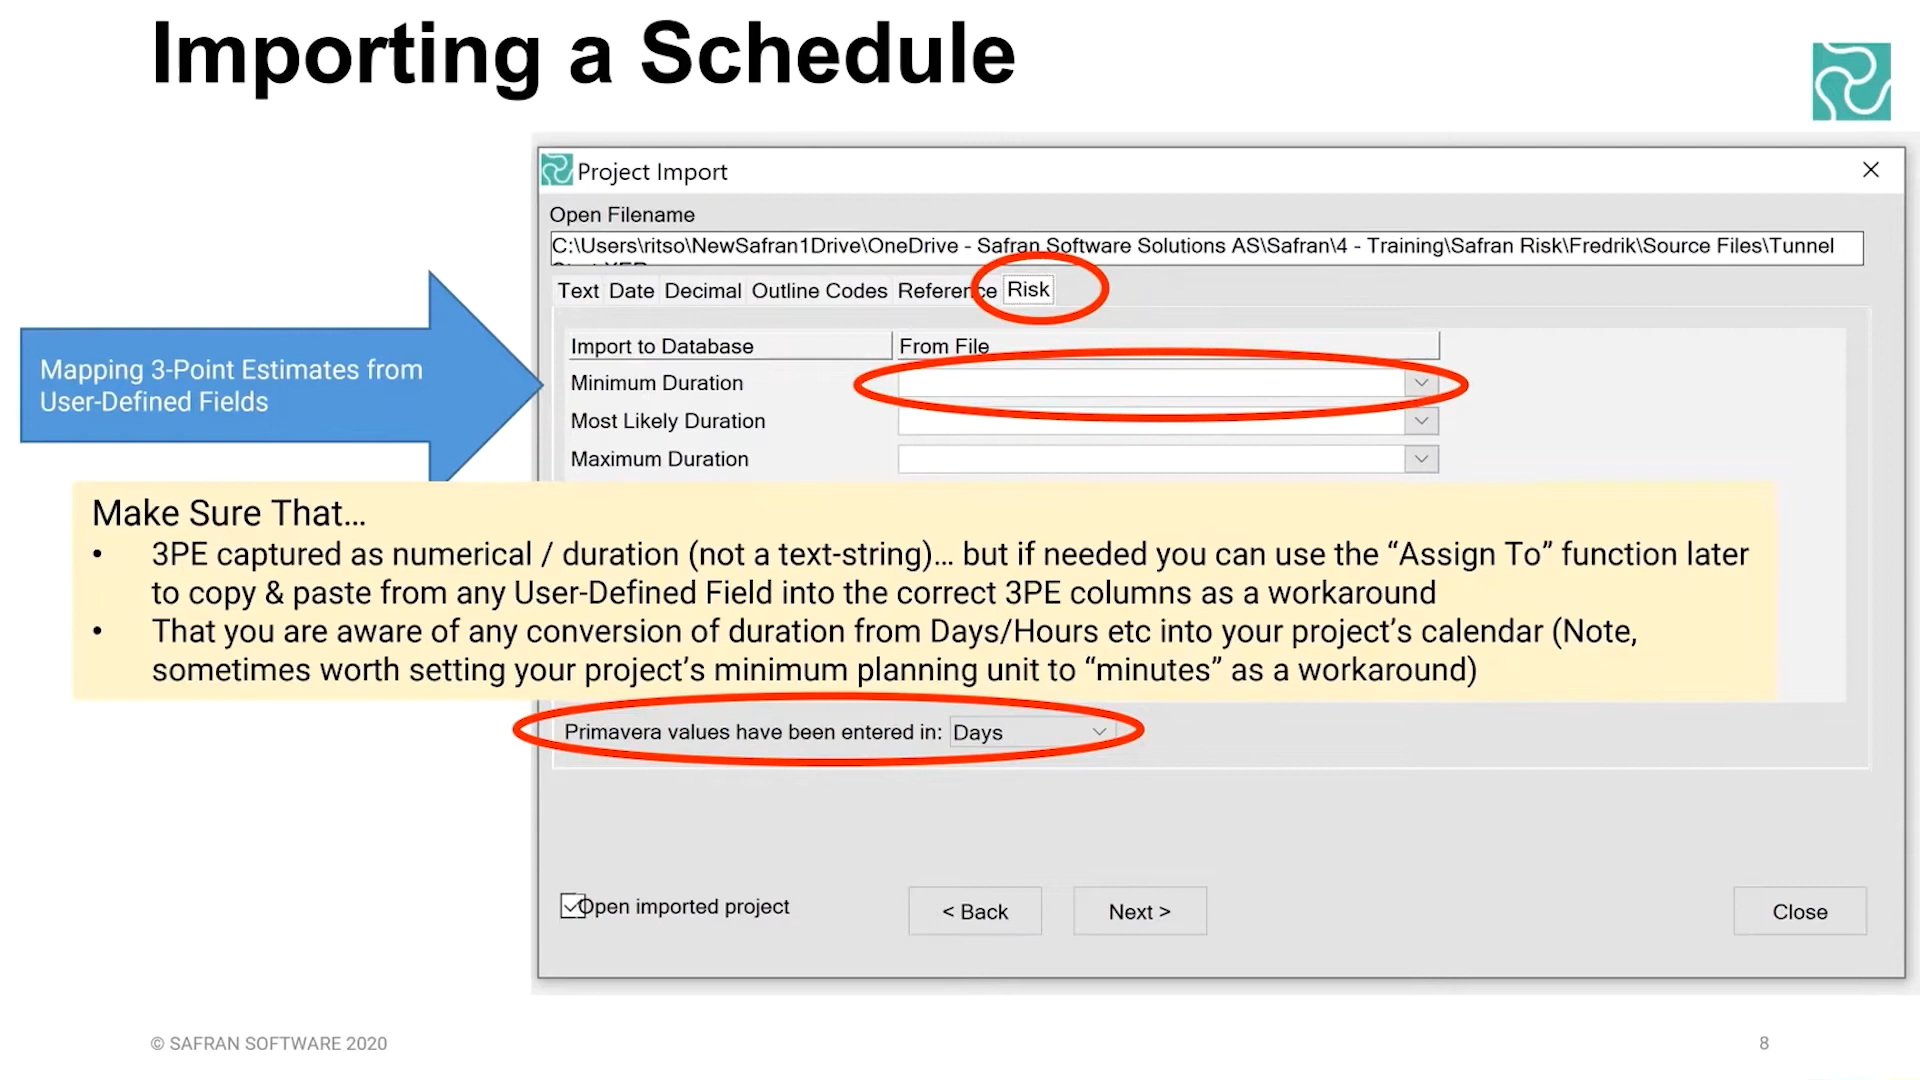 Importing a Schedule
Project Import
Open Filename
C:\Users\ritso\NewSafran1Drive\OneDrive - Safran Software Solutions AS\Safran\4 - Training\Safran Risk\Fredrik\Source Files\Tunnel
Text Date Decimal Outline Codes Reference Risk
Import to Database From File
Minimum Duration
Most Likely Duration
Maximum Duration
Mapping 3-Point Estimates from
User-Defined Fields
Make Sure That...
• 3PE captured as numerical / duration (not a text-string)... but if needed you can use the “Assign To” function later
to copy & paste from any User-Defined Field into the correct 3PE columns as a workaround
• That you are aware of any conversion of duration from Days/Hours etc into your project’s calendar (Note,
sometimes worth setting your project’s minimum planning unit to “minutes” as a workaround)
Primavera values have been entered in: Days
Open imported project
< Back
Next >
Close
© SAFRAN SOFTWARE 2020
8